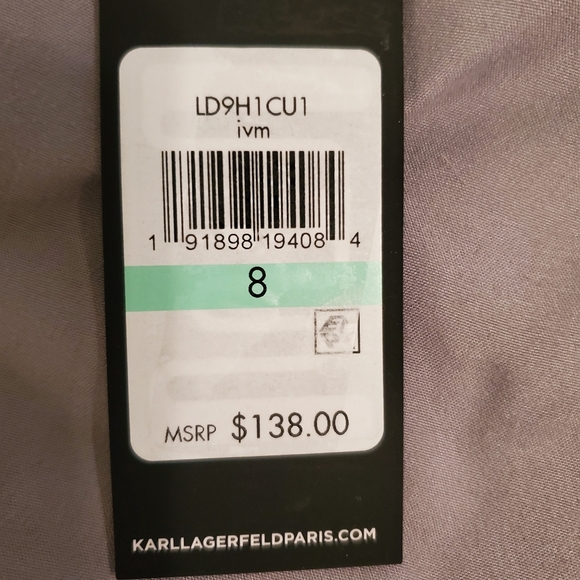 LD9H1CU1
ivm
1 91898 19408 4
8
MSRP $138.00
KARLLAGERFELDPARIS.COM